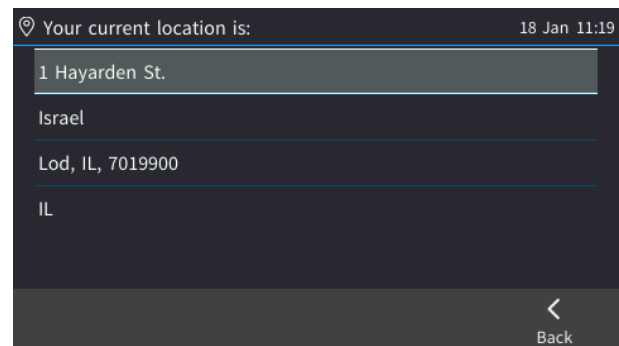 Your current location is:
18 Jan 11:19
1 Hayarden St.
Israel
Lod, IL, 7019900
IL
Back